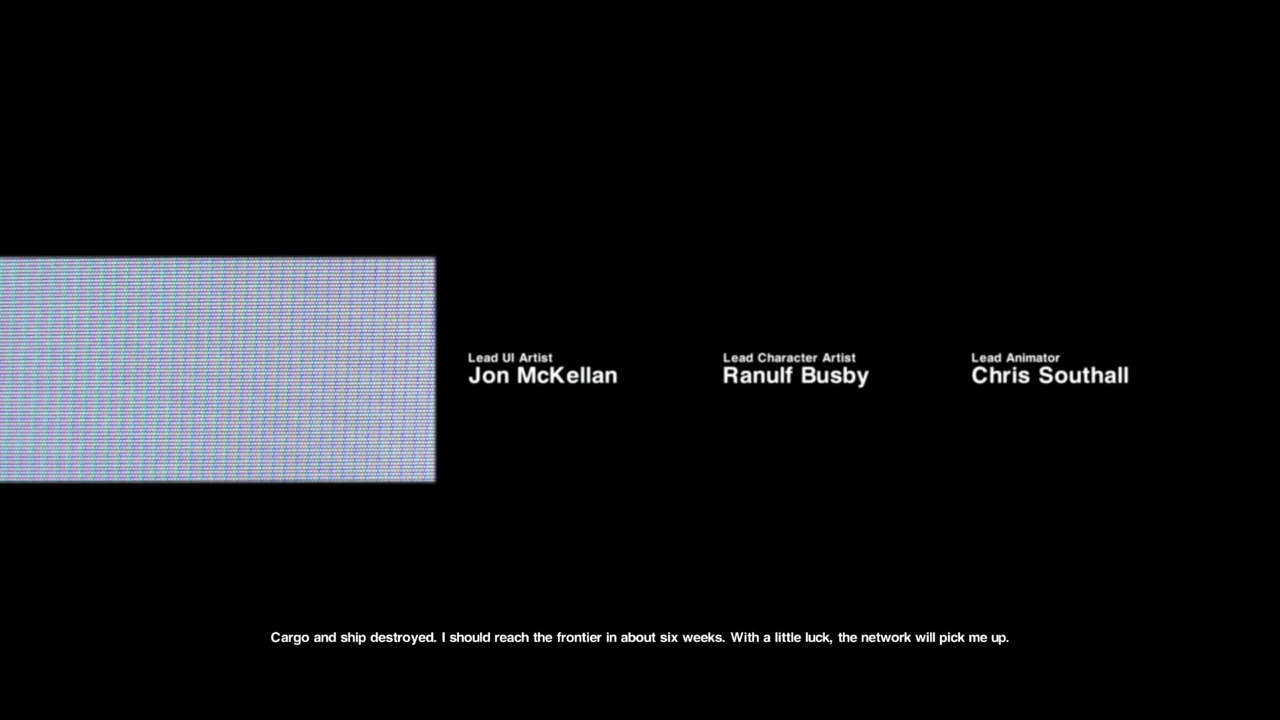 Lead UI Artist
Jon McKellan
Lead Character Artist
Ranulf Busby
Lead Animator
Chris Southall
Cargo and ship destroyed. I should reach the frontier in about six weeks. With a little luck, the network will pick me up.